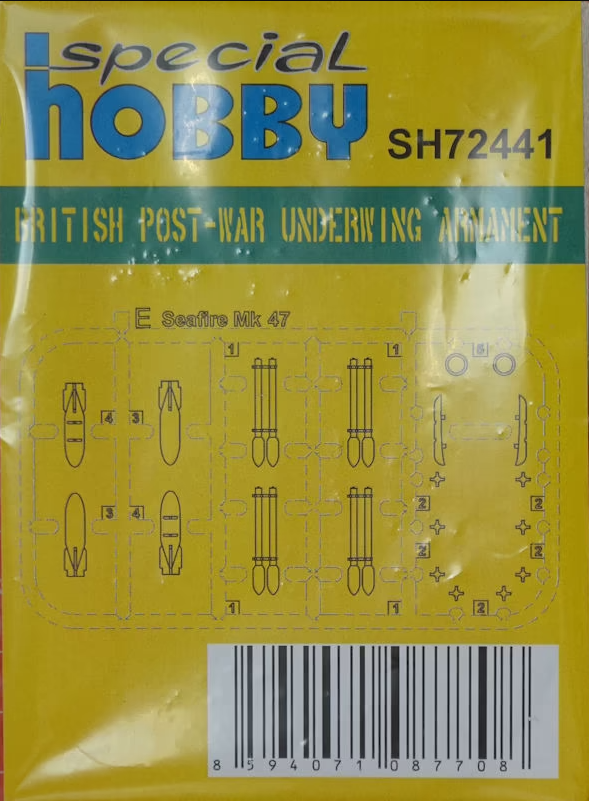 special
HOBBY
SH72441
BRITISH POST-WAR UNDERWING ARMAMENT
E Seafire Mk 47
1 1 5
4 3
2 2
3 4 2 2
1 1 2
8 594071 087708